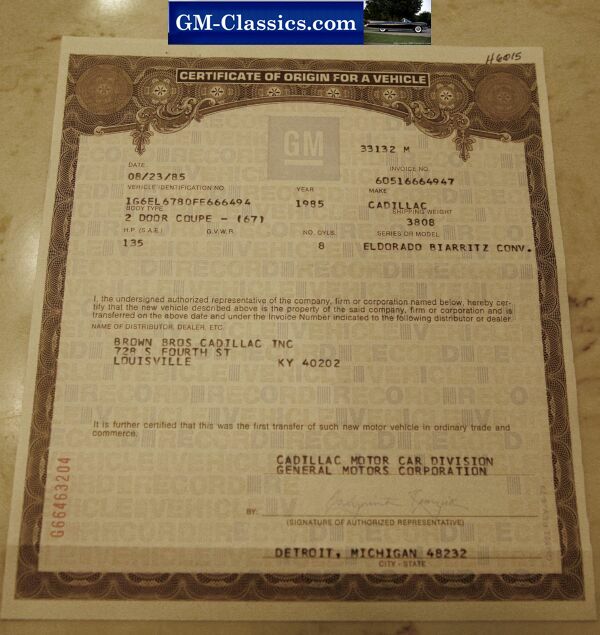 GM-Classics.com
H6015
CERTIFICATE OF ORIGIN FOR A VEHICLE
GM
33132 M
DATE
INVOICE NO.
08/23/85
60516664947
VEHICLE IDENTIFICATION NO.
YEAR
MAKE
1G6EL6780FE666494
1985
CADILLAC
BODY TYPE
SHIPPING WEIGHT
2 DOOR COUPE - (67)
3808
H.P. (S.A.E.)
G.V.W.R.
NO. CYLS.
SERIES OR MODEL
135
8
ELDORADO BIARRITZ CONV.
I, the undersigned authorized representative of the company, firm or corporation named below, hereby cer-
tify that the new vehicle described above is the property of the said company, firm or corporation and is
transferred on the above date and under the Invoice Number indicated to the following distributor or dealer.
NAME OF DISTRIBUTOR, DEALER, ETC.
BROWN BROS CADILLAC INC
728 S FOURTH ST
LOUISVILLE KY 40202
It is further certified that this was the first transfer of such new motor vehicle in ordinary trade and
commerce.
CADILLAC MOTOR CAR DIVISION
GENERAL MOTORS CORPORATION
G66463204
BY:
(SIGNATURE OF AUTHORIZED REPRESENTATIVE)
DETROIT, MICHIGAN 48232
CITY - STATE